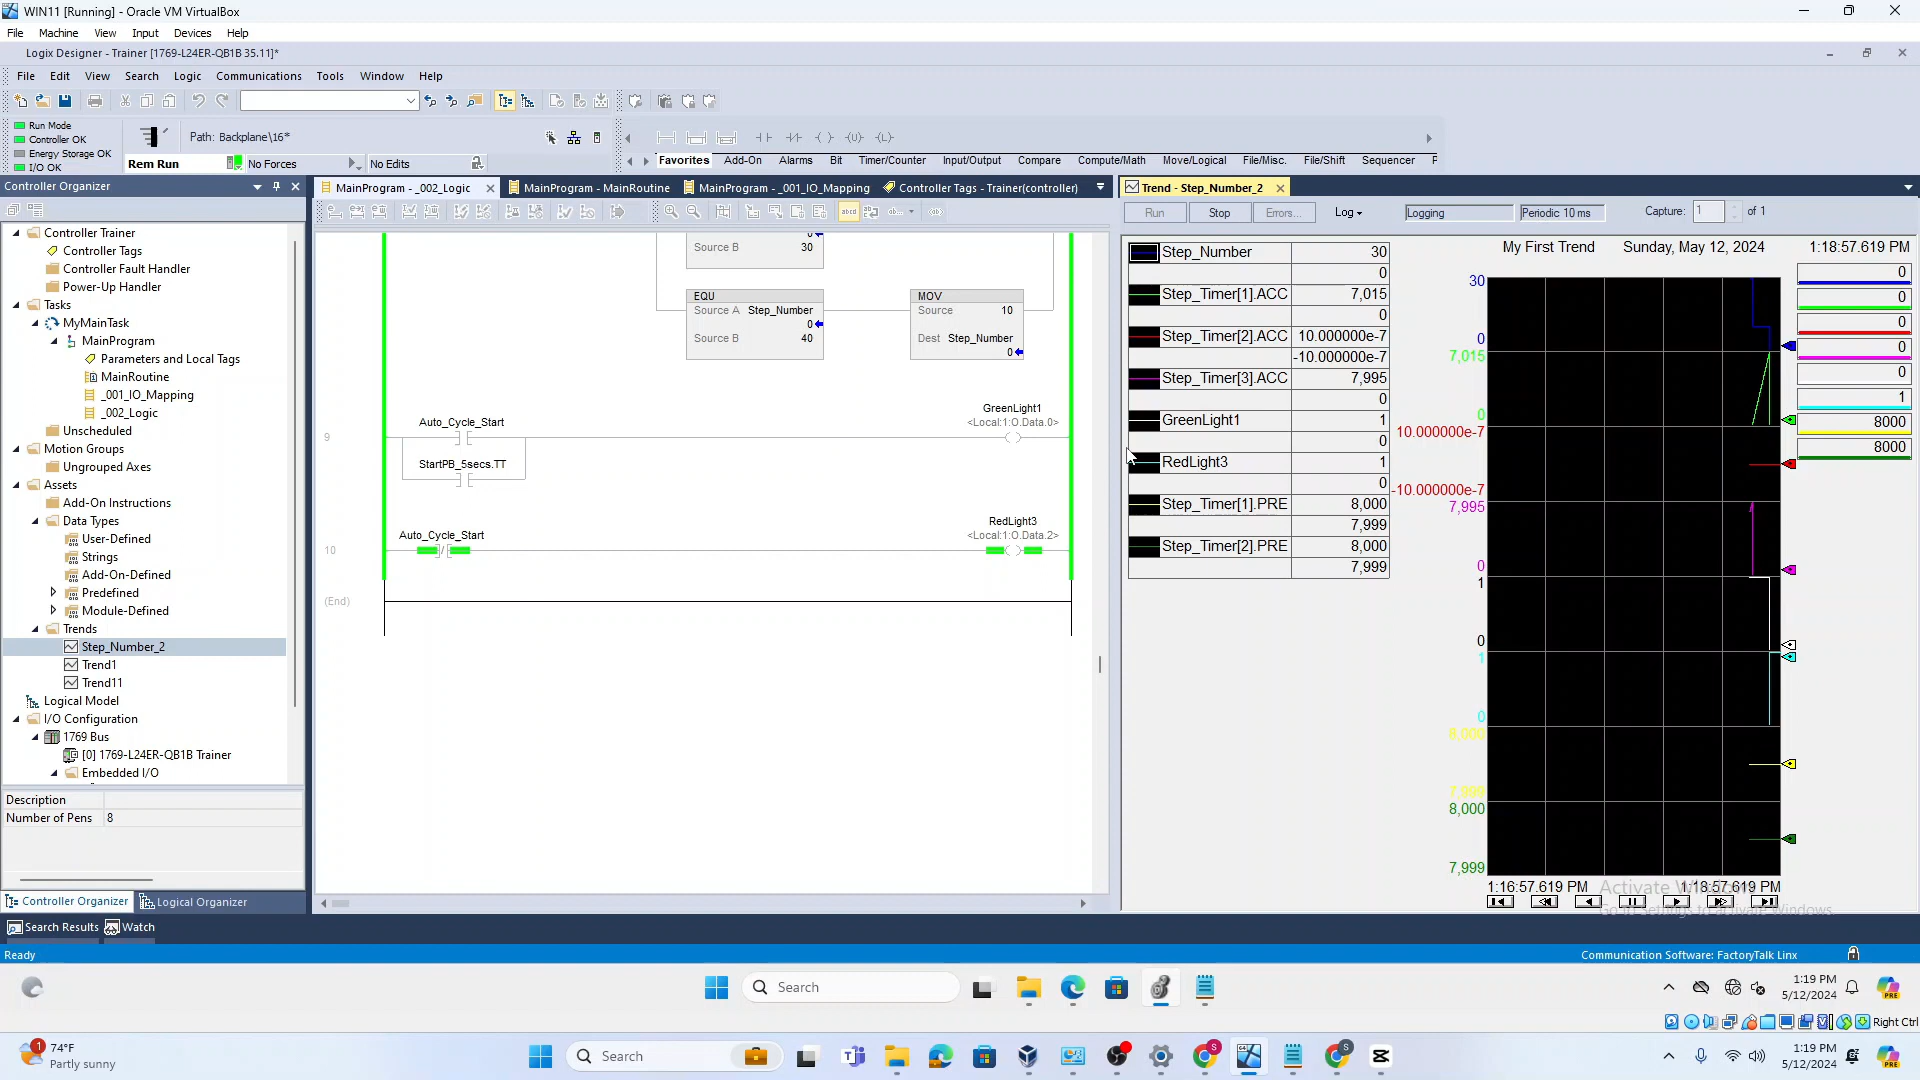 WIN11 [Running] - Oracle VM VirtualBox
File Machine View Input Devices Help
Logix Designer - Trainer [1769-L24ER-QB1B 35.11]*
File Edit View Search Logic Communications Tools Window Help
Run Mode
Controller OK
Energy Storage OK
I/O OK
Path: Backplane\16*
Rem Run
No Forces
No Edits
Favorites Add-On Alarms Bit Timer/Counter Input/Output Compare Compute/Math Move/Logical File/Misc. File/Shift Sequencer P
Controller Organizer
Controller Trainer
Controller Tags
Controller Fault Handler
Power-Up Handler
Tasks
MyMainTask
MainProgram
Parameters and Local Tags
MainRoutine
_001_IO_Mapping
_002_Logic
Unscheduled
Motion Groups
Ungrouped Axes
Assets
Add-On Instructions
Data Types
User-Defined
Strings
Add-On-Defined
Predefined
Module-Defined
Trends
Step_Number_2
Trend1
Trend11
Logical Model
I/O Configuration
1769 Bus
[0] 1769-L24ER-QB1B Trainer
Embedded I/O
Description
Number of Pens 8
Controller Organizer Logical Organizer
MainProgram - _002_Logic
MainProgram - MainRoutine
MainProgram - _001_IO_Mapping
Controller Tags - Trainer(controller)
0
Source B 30
EQU
Source A Step_Number
0
Source B 40
MOV
Source 10
Dest Step_Number
0
9
Auto_Cycle_Start
GreenLight1
<Local:1:O.Data.0>
StartPB_5secs.TT
10
Auto_Cycle_Start
RedLight3
<Local:1:O.Data.2>
(End)
Trend - Step_Number_2
Run Stop Errors... Log Logging Periodic 10 ms Capture: 1 of 1
Step_Number 30
0
Step_Timer[1].ACC 7,015
0
Step_Timer[2].ACC 10.000000e-7
-10.000000e-7
Step_Timer[3].ACC 7,995
0
GreenLight1 1
0
RedLight3 1
0
Step_Timer[1].PRE 8,000
7,999
Step_Timer[2].PRE 8,000
7,999
My First Trend Sunday, May 12, 2024 1:18:57.619 PM
30
0
7,015
0
10.000000e-7
-10.000000e-7
7,995
0
1
0
1
0
8,000
7,999
8,000
7,999
0
0
0
0
0
1
8000
8000
1:16:57.619 PM 1:18:57.619 PM
Activate Windows
Go to Settings to activate Windows.
Search Results Watch
Ready
Communication Software: FactoryTalk Linx
Search
1:19 PM
5/12/2024
PRE
Right Ctrl
1
74°F
Partly sunny
Search
1:19 PM
5/12/2024
PRE